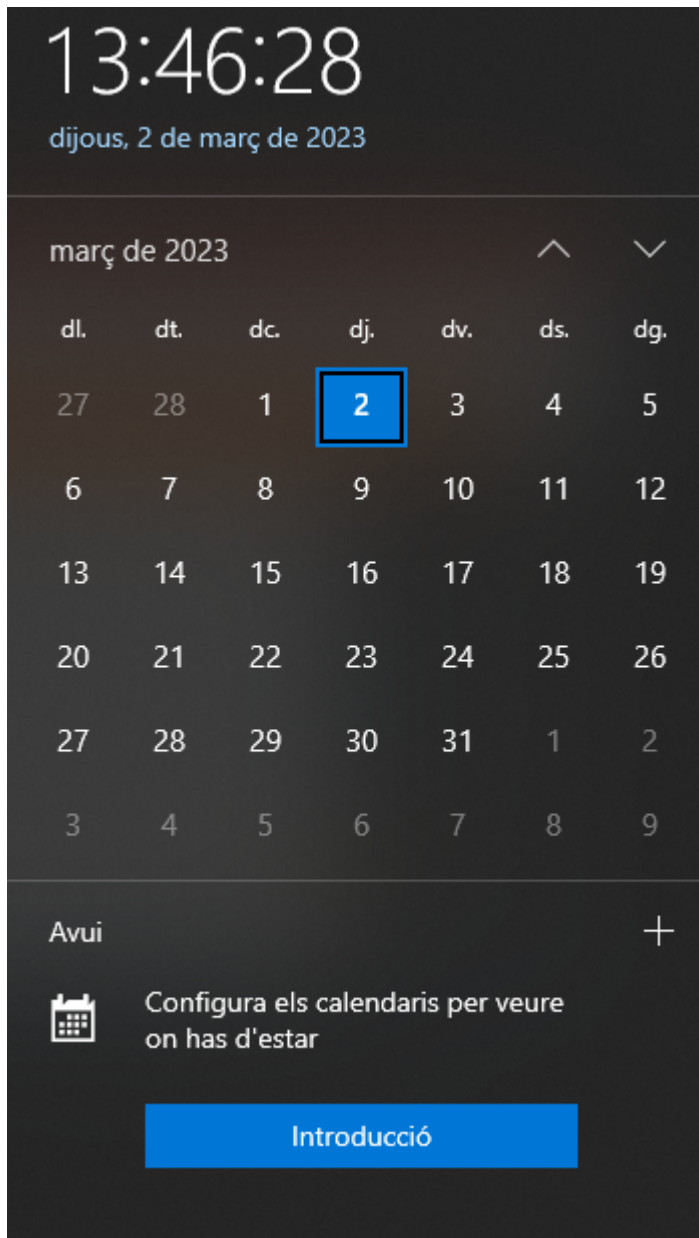 13:46:28
dijous, 2 de març de 2023
març de 2023
dl. dt. dc. dj. dv. ds. dg.
27 28 1 2 3 4 5
6 7 8 9 10 11 12
13 14 15 16 17 18 19
20 21 22 23 24 25 26
27 28 29 30 31 1 2
3 4 5 6 7 8 9
Avui
Configura els calendaris per veure
on has d'estar
Introducció